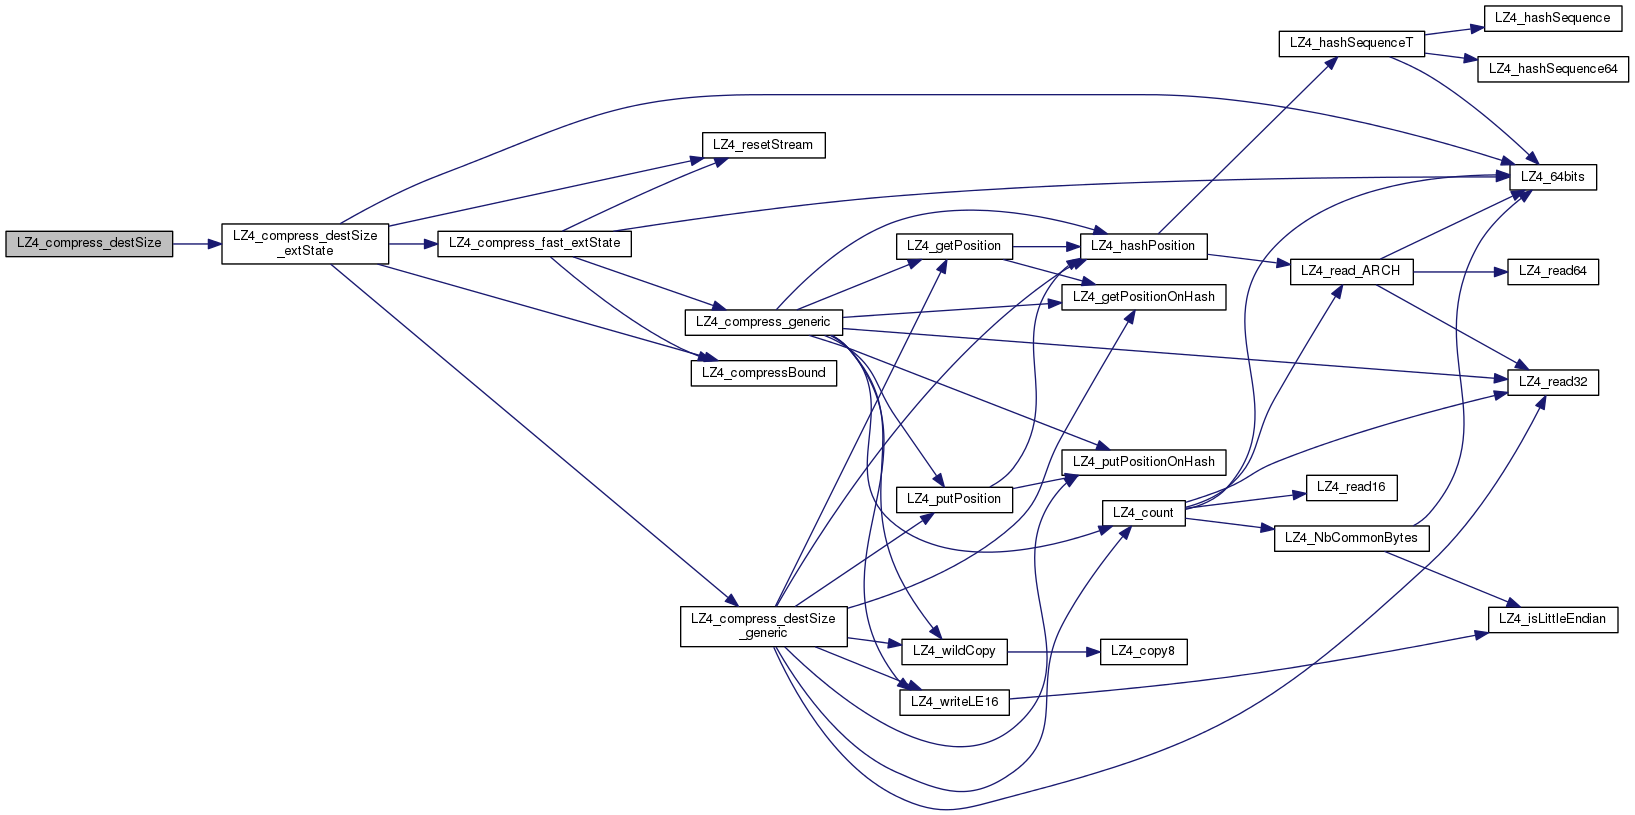 LZ4_compress_destSize
LZ4_compress_destSize
_extState
LZ4_compress_fast_extState
LZ4_resetStream
LZ4_compress_generic
LZ4_compressBound
LZ4_compress_destSize
_generic
LZ4_getPosition
LZ4_putPosition
LZ4_wildCopy
LZ4_writeLE16
LZ4_hashPosition
LZ4_getPositionOnHash
LZ4_putPositionOnHash
LZ4_count
LZ4_copy8
LZ4_hashSequenceT
LZ4_read_ARCH
LZ4_read16
LZ4_NbCommonBytes
LZ4_hashSequence
LZ4_hashSequence64
LZ4_64bits
LZ4_read64
LZ4_read32
LZ4_isLittleEndian